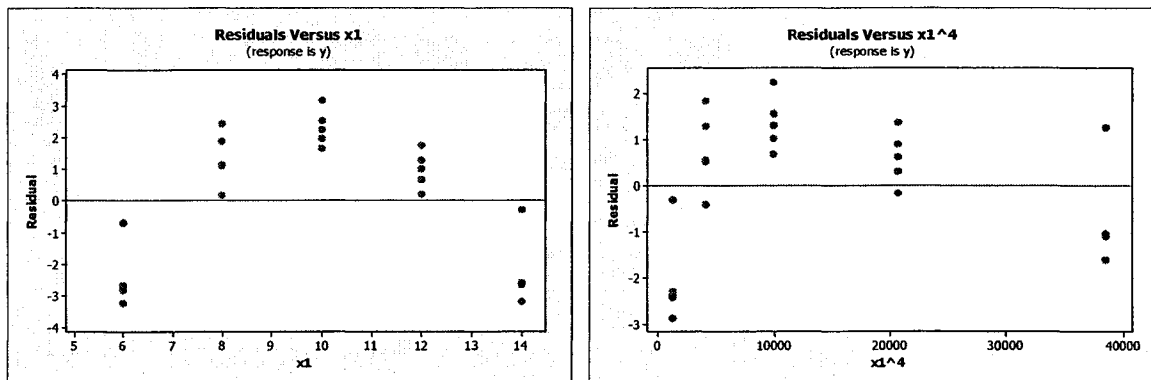 Residuals Versus x1
(response is y)
Residual
4
3
2
1
0
-1
-2
-3
-4
5 6 7 8 9 10 11 12 13 14
x1
Residuals Versus x1^4
(response is y)
Residual
2
1
0
-1
-2
-3
0 10000 20000 30000 40000
x1^4